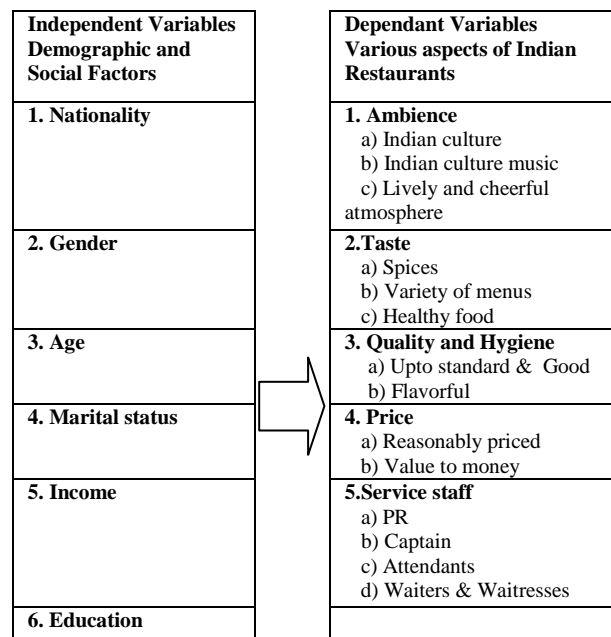 Independent Variables
Demographic and
Social Factors
1. Nationality
2. Gender
3. Age
4. Marital status
5. Income
6. Education
Dependant Variables
Various aspects of Indian
Restaurants
1. Ambience
a) Indian culture
b) Indian culture music
c) Lively and cheerful
atmosphere
2.Taste
a) Spices
b) Variety of menus
c) Healthy food
3. Quality and Hygiene
a) Upto standard & Good
b) Flavorful
4. Price
a) Reasonably priced
b) Value to money
5.Service staff
a) PR
b) Captain
c) Attendants
d) Waiters & Waitresses